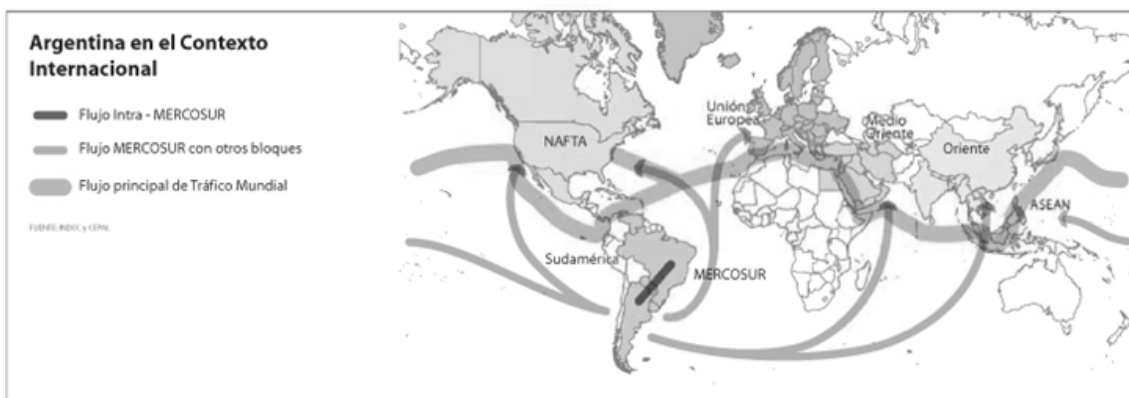 Argentina en el Contexto
Internacional
Flujo Intra - MERCOSUR
Flujo MERCOSUR con otros bloques
Flujo principal de Tráfico Mundial
FUENTE: INDEC y CEPAL
NAFTA
Unión
Europea
Medio
Oriente
Oriente
ASEAN
Sudamérica
MERCOSUR